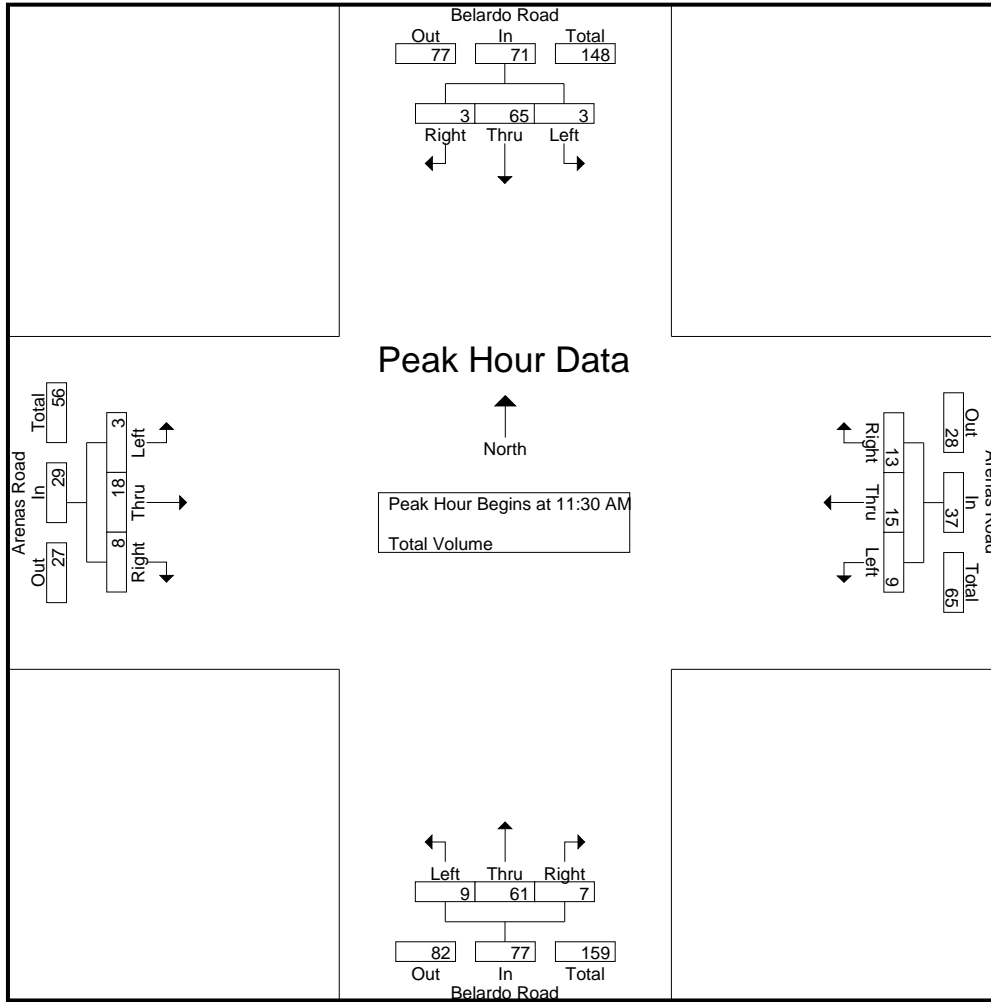 Belardo Road
Out In Total
77 71 148
3 65 3
Right Thru Left
Peak Hour Data
North
Peak Hour Begins at 11:30 AM
Total Volume
Arenas Road
Out In Total
27 29 56
Left Thru Right
3 18 8
Arenas Road
Out In Total
28 37 65
Right Thru Left
13 15 9
Left Thru Right
9 61 7
82 77 159
Out In Total
Belardo Road